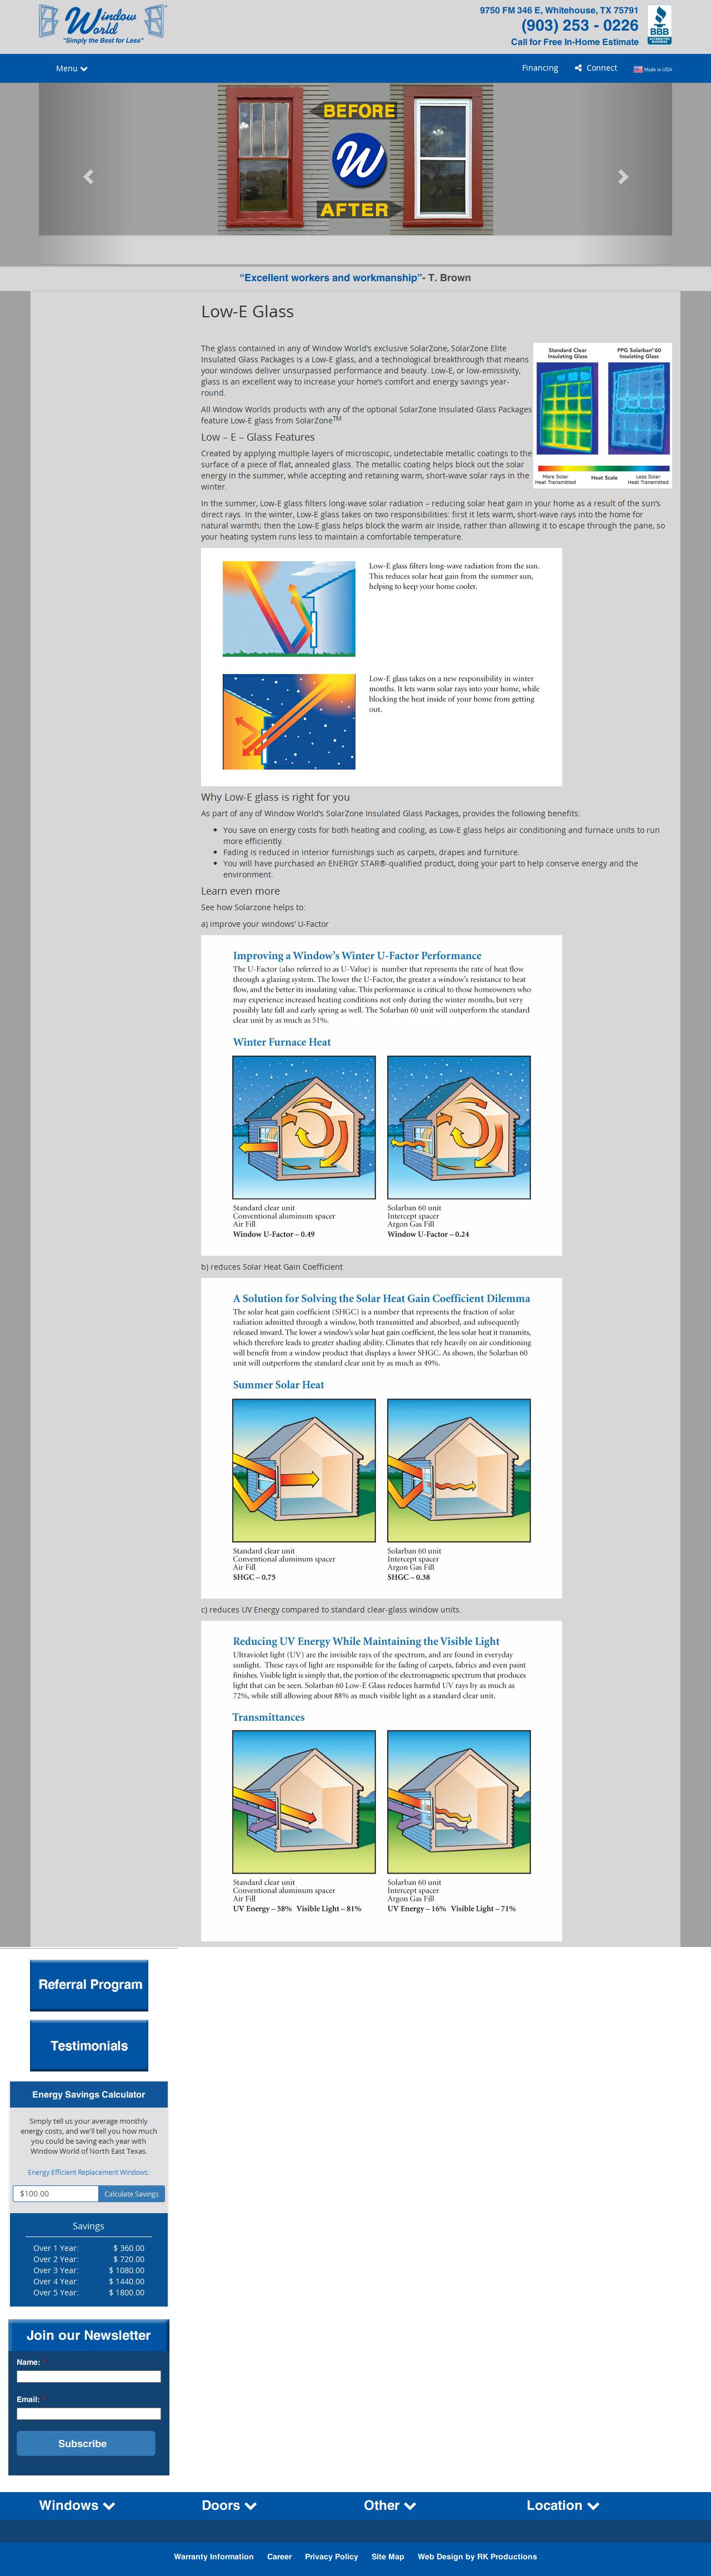 9750 FM 346 E, Whitehouse, TX 75791
Window World®
"Simply the Best for Less"
(903) 253 - 0226
Call for Free In-Home Estimate
BBB
ACCREDITED BUSINESS
Menu
Financing
Connect
Made in USA
BEFORE
W
AFTER
“Excellent workers and workmanship”- T. Brown
Low-E Glass
The glass contained in any of Window World’s exclusive SolarZone, SolarZone Elite
Insulated Glass Packages is a Low-E glass, and a technological breakthrough that means
your windows deliver unsurpassed performance and beauty. Low-E, or low-emissivity,
glass is an excellent way to increase your home’s comfort and energy savings year-
round.
All Window Worlds products with any of the optional SolarZone Insulated Glass Packages
feature Low-E glass from SolarZoneTM
Standard Clear
Insulating Glass
PPG Solarban®60
Insulating Glass
More Solar
Heat Transmitted
Heat Scale
Less Solar
Heat Transmitted
Low – E – Glass Features
Created by applying multiple layers of microscopic, undetectable metallic coatings to the
surface of a piece of flat, annealed glass. The metallic coating helps block out the solar
energy in the summer, while accepting and retaining warm, short-wave solar rays in the
winter.
In the summer, Low-E glass filters long-wave solar radiation – reducing solar heat gain in your home as a result of the sun’s
direct rays. In the winter, Low-E glass takes on two responsibilities: first it lets warm, short-wave rays into the home for
natural warmth; then the Low-E glass helps block the warm air inside, rather than allowing it to escape through the pane, so
your heating system runs less to maintain a comfortable temperature.
Low-E glass filters long-wave radiation from the sun.
This reduces solar heat gain from the summer sun,
helping to keep your home cooler.
Low-E glass takes on a new responsibility in winter
months. It lets warm solar rays into your home, while
blocking the heat inside of your home from getting
out.
Why Low-E glass is right for you
As part of any of Window World’s SolarZone Insulated Glass Packages, provides the following benefits:
You save on energy costs for both heating and cooling, as Low-E glass helps air conditioning and furnace units to run
more efficiently.
Fading is reduced in interior furnishings such as carpets, drapes and furniture.
You will have purchased an ENERGY STAR®-qualified product, doing your part to help conserve energy and the
environment.
Learn even more
See how Solarzone helps to:
a) improve your windows’ U-Factor
Improving a Window’s Winter U-Factor Performance
The U-Factor (also referred to as U-Value) is number that represents the rate of heat flow
through a glazing system. The lower the U-Factor, the greater a window’s resistance to heat
flow, and the better its insulating value. This performance is critical to those homeowners who
may experience increased heating conditions not only during the winter months, but very
possibly late fall and early spring as well. The Solarban 60 unit will outperform the standard
clear unit by as much as 51%.
Winter Furnace Heat
Standard clear unit
Conventional aluminum spacer
Air Fill
Window U-Factor – 0.49
Solarban 60 unit
Intercept spacer
Argon Gas Fill
Window U-Factor – 0.24
b) reduces Solar Heat Gain Coefficient
A Solution for Solving the Solar Heat Gain Coefficient Dilemma
The solar heat gain coefficient (SHGC) is a number that represents the fraction of solar
radiation admitted through a window, both transmitted and absorbed, and subsequently
released inward. The lower a window’s solar heat gain coefficient, the less solar heat it transmits,
which therefore leads to greater shading ability. Climates that rely heavily on air conditioning
will benefit from a window product that displays a lower SHGC. As shown, the Solarban 60
unit will outperform the standard clear unit by as much as 49%.
Summer Solar Heat
Standard clear unit
Conventional aluminum spacer
Air Fill
SHGC – 0.75
Solarban 60 unit
Intercept spacer
Argon Gas Fill
SHGC – 0.38
c) reduces UV Energy compared to standard clear-glass window units.
Reducing UV Energy While Maintaining the Visible Light
Ultraviolet light (UV) are the invisible rays of the spectrum, and are found in everyday
sunlight. These rays of light are responsible for the fading of carpets, fabrics and even paint
finishes. Visible light is simply that, the portion of the electromagnetic spectrum that produces
light that can be seen. Solarban 60 Low-E Glass reduces harmful UV rays by as much as
72%, while still allowing about 88% as much visible light as a standard clear unit.
Transmittances
Standard clear unit
Conventional aluminum spacer
Air Fill
UV Energy – 58% Visible Light – 81%
Solarban 60 unit
Intercept spacer
Argon Gas Fill
UV Energy – 16% Visible Light – 71%
Referral Program
Testimonials
Energy Savings Calculator
Simply tell us your average monthly
energy costs, and we'll tell you how much
you could be saving each year with
Window World of North East Texas.
Energy Efficient Replacement Windows:
$100.00
Calculate Savings
Savings
Over 1 Year: $ 360.00
Over 2 Year: $ 720.00
Over 3 Year: $ 1080.00
Over 4 Year: $ 1440.00
Over 5 Year: $ 1800.00
Join our Newsletter
Name: *
Email: *
Subscribe
Windows
Doors
Other
Location
Warranty Information Career Privacy Policy Site Map Web Design by RK Productions